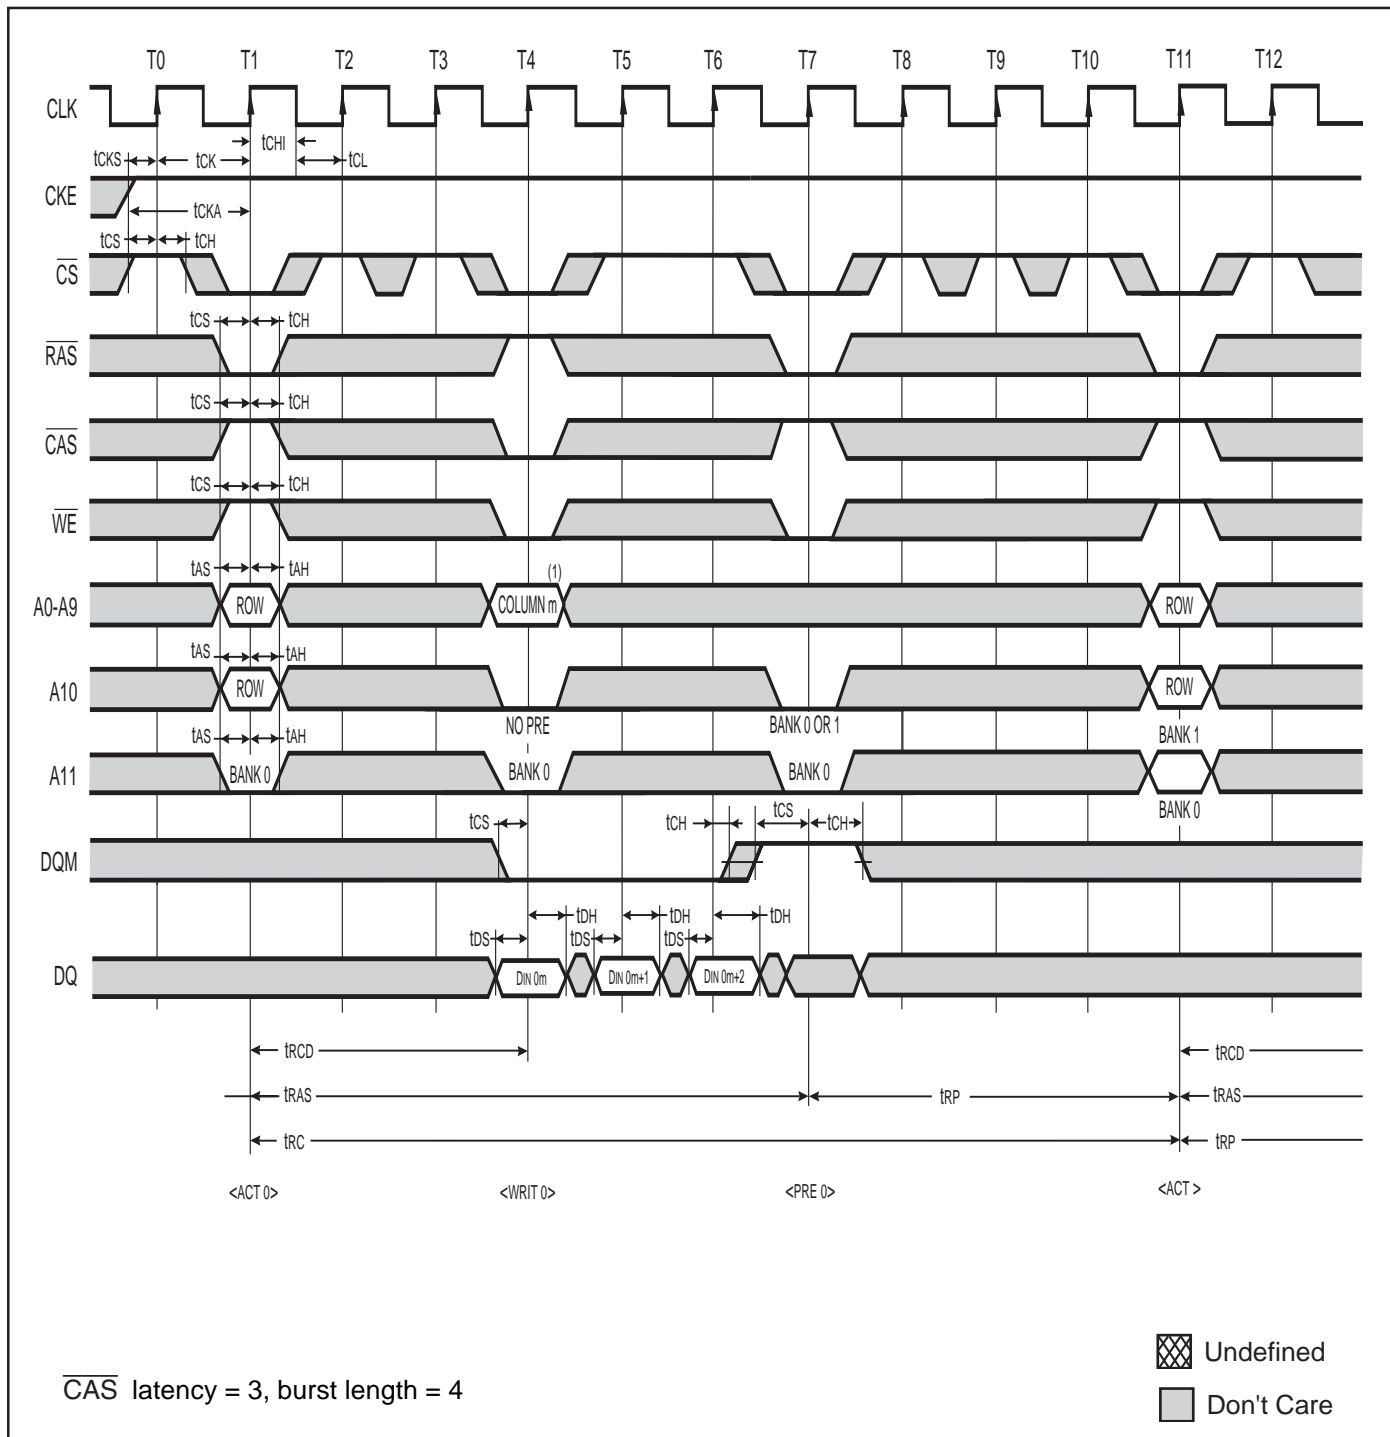 T0 T1 T2 T3 T4 T5 T6 T7 T8 T9 T10 T11 T12
CLK
tCHI
tCKS tCK tCL
CKE
tCKA
tCS tCH
CS
tCS tCH
RAS
tCS tCH
CAS
tCS tCH
WE
tAS tAH (1)
A0-A9 ROW COLUMN m ROW
tAS tAH
A10 ROW ROW
NO PRE BANK 0 OR 1 BANK 1
tAS tAH
A11 BANK 0 BANK 0 BANK 0
BANK 0
tCS tCH tCS tCH
DQM
tDH tDH tDH
tDS tDS tDS
DQ DIN 0m DIN 0m+1 DIN 0m+2
tRCD tRCD
tRAS tRP tRAS
tRC tRP
<ACT 0> <WRIT 0> <PRE 0> <ACT >
Undefined
CAS latency = 3, burst length = 4
Don't Care